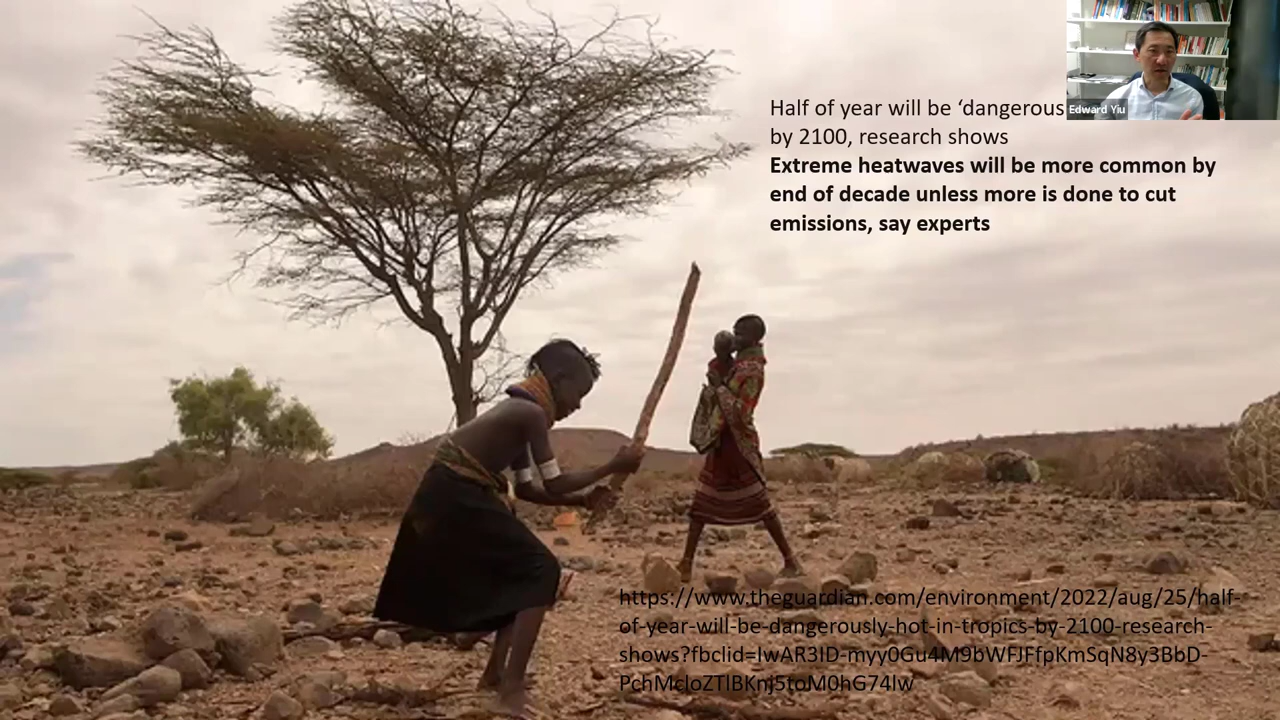 Half of year will be ‘dangerous
by 2100, research shows
Extreme heatwaves will be more common by
end of decade unless more is done to cut
emissions, say experts
Edward Yiu
https://www.theguardian.com/environment/2022/aug/25/half-
of-year-will-be-dangerously-hot-in-tropics-by-2100-research-
shows?fbclid=IwAR3ID-myy0Gu4M9bWFJFfpKmSqN8y3BbD-
PchMcloZTlBKnj5toM0hG74Iw